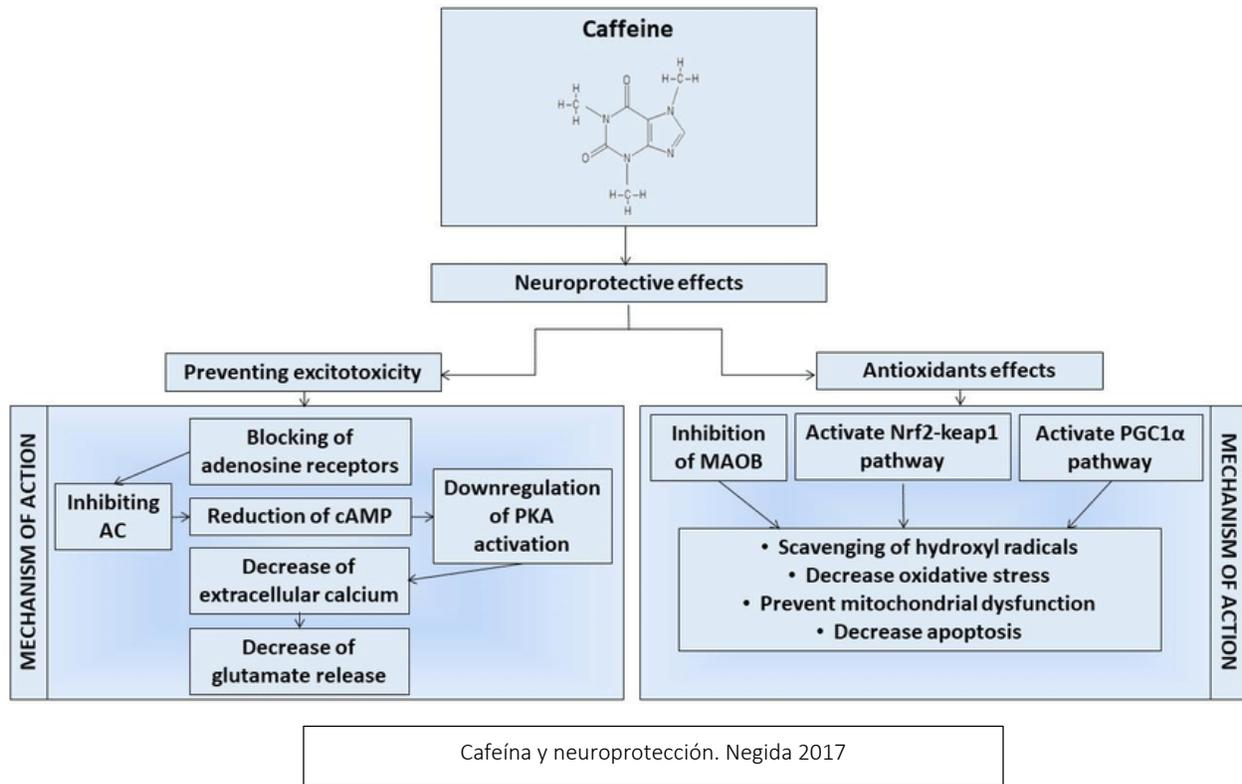 Caffeine
H
H-C-H
O
H
H-C
H
N
N
O
N
N
H-C-H
H
Neuroprotective effects
Preventing excitotoxicity
Antioxidants effects
MECHANISM OF ACTION
Blocking of
adenosine receptors
Inhibiting
AC
Reduction of cAMP
Downregulation
of PKA
activation
Decrease of
extracellular calcium
Decrease of
glutamate release
Inhibition
of MAOB
Activate Nrf2-keap1
pathway
Activate PGC1α
pathway
• Scavenging of hydroxyl radicals
• Decrease oxidative stress
• Prevent mitochondrial dysfunction
• Decrease apoptosis
MECHANISM OF ACTION
Cafeína y neuroprotección. Negida 2017